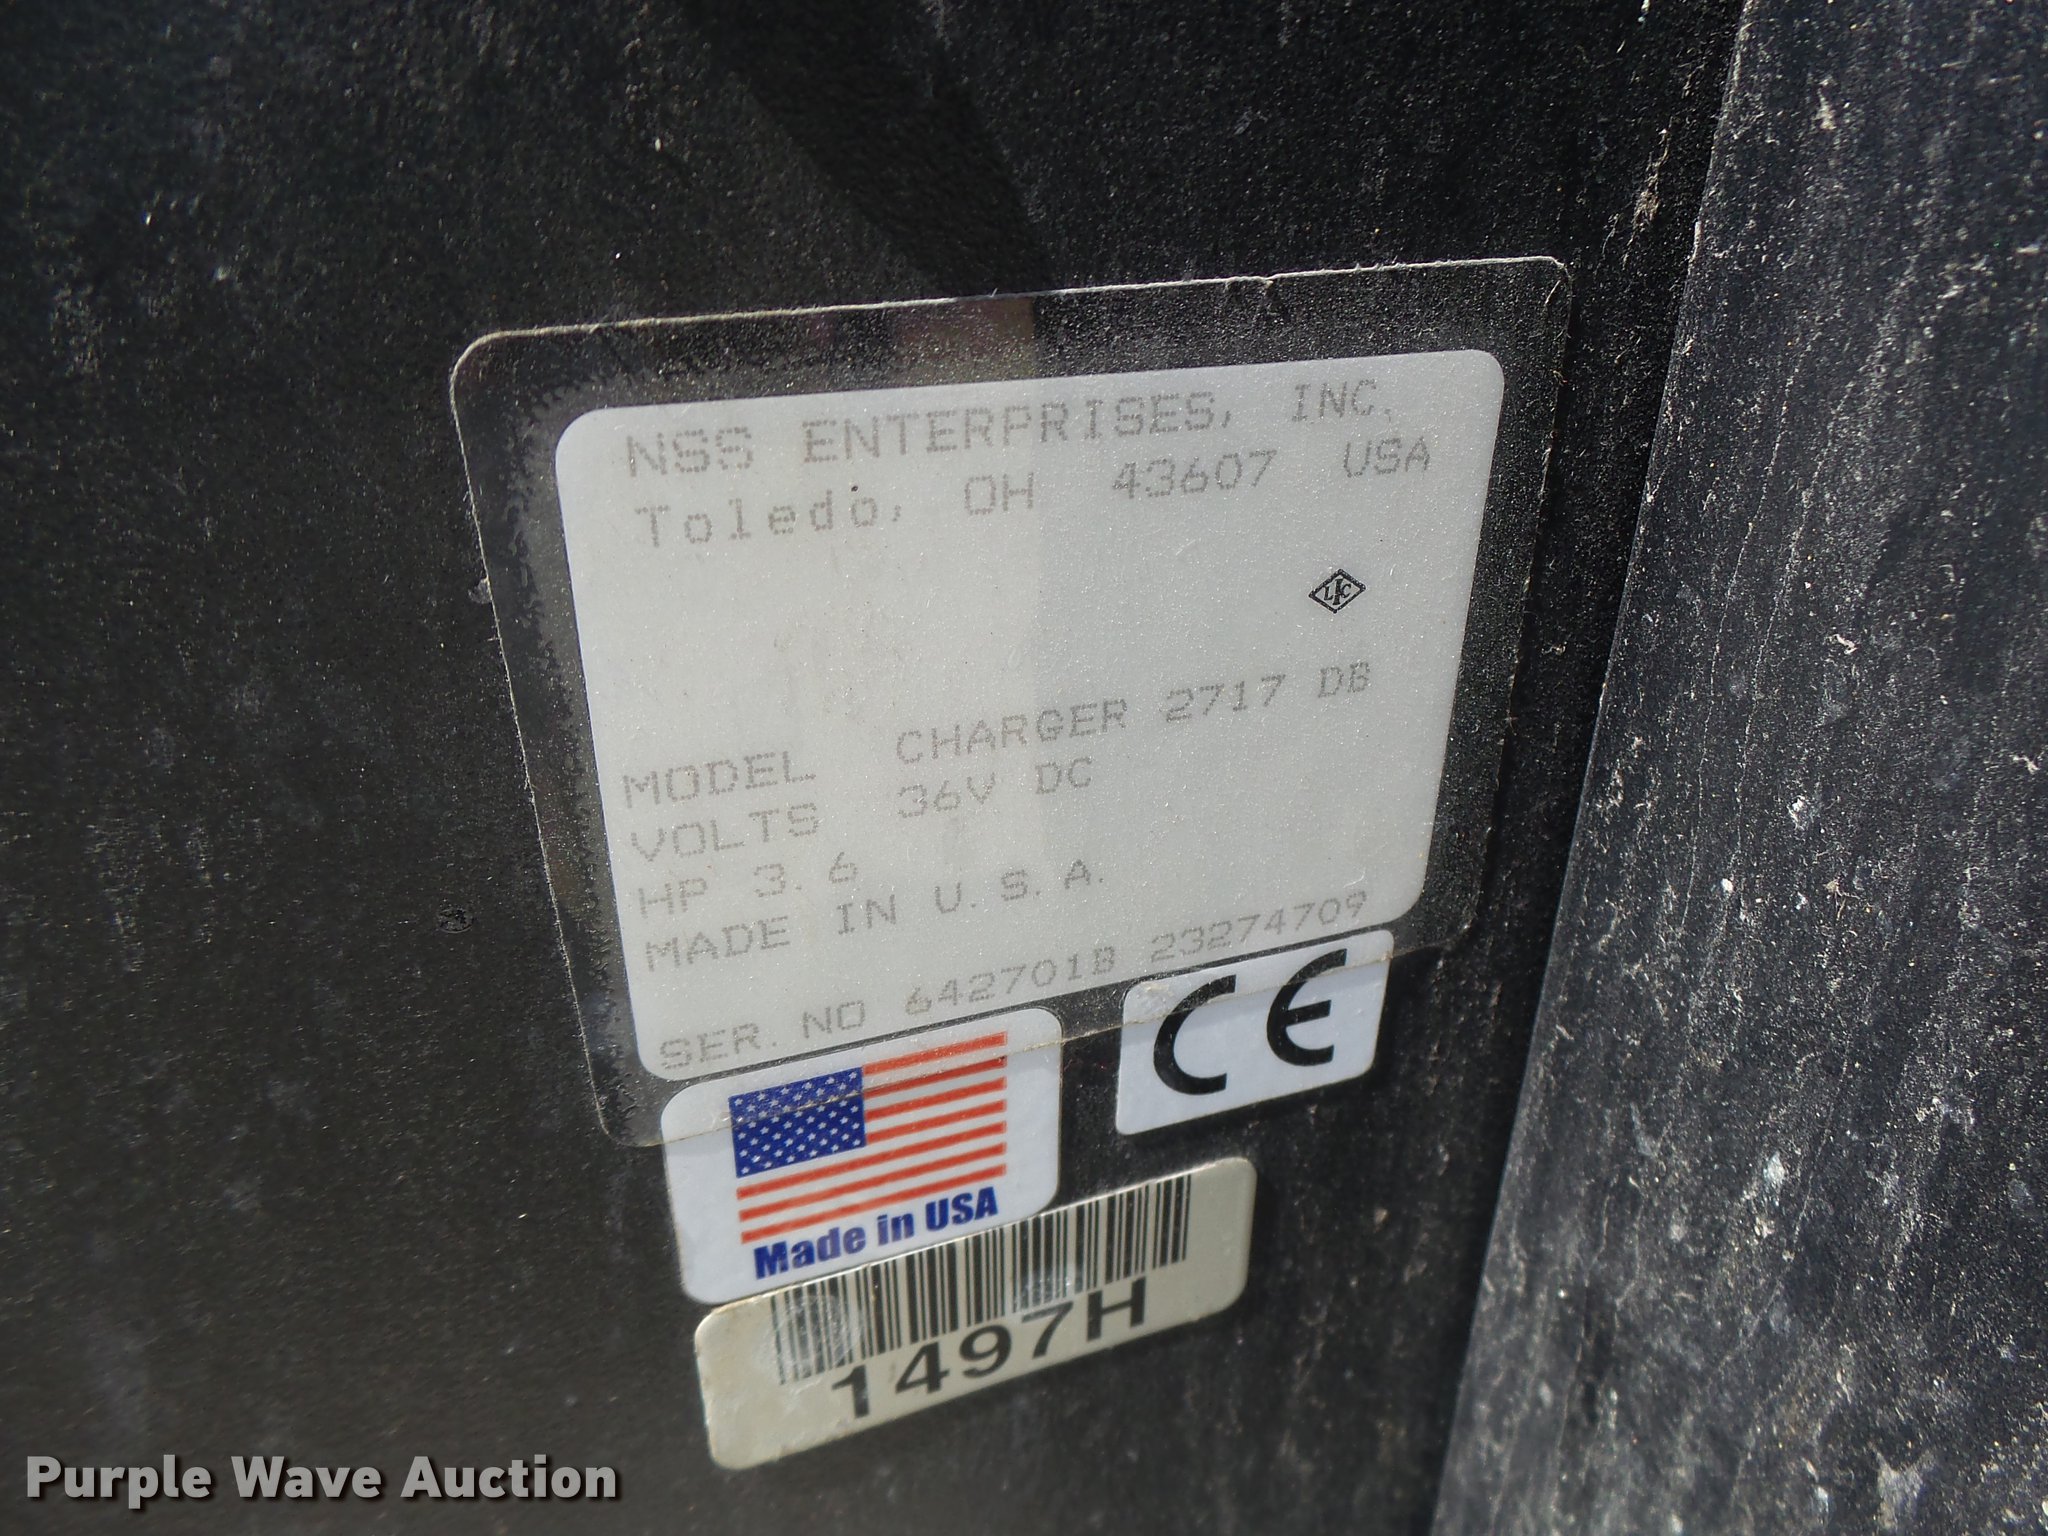 NSS ENTERPRISES, INC.
Toledo, OH 43607 USA
LIC
MODEL CHARGER 2717 DB
VOLTS 36V DC
HP 3.6
MADE IN U.S.A.
SER. NO 642701B 23274709
CE
Made in USA
1497H
Purple Wave Auction